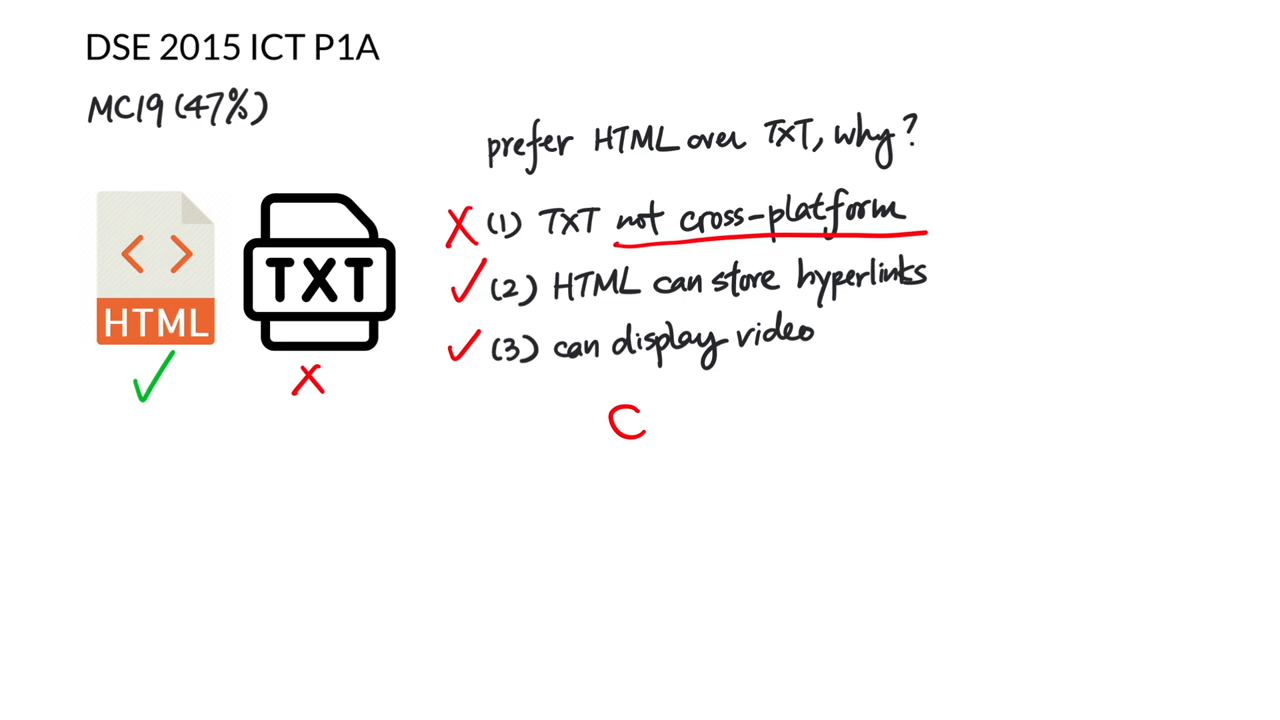 DSE 2015 ICT P1A
MC19 (47%)
prefer HTML over TXT, why?
X (1) TXT not cross-platform
✓ (2) HTML can store hyperlinks
✓ (3) can display video
HTML
TXT
✓ X
C